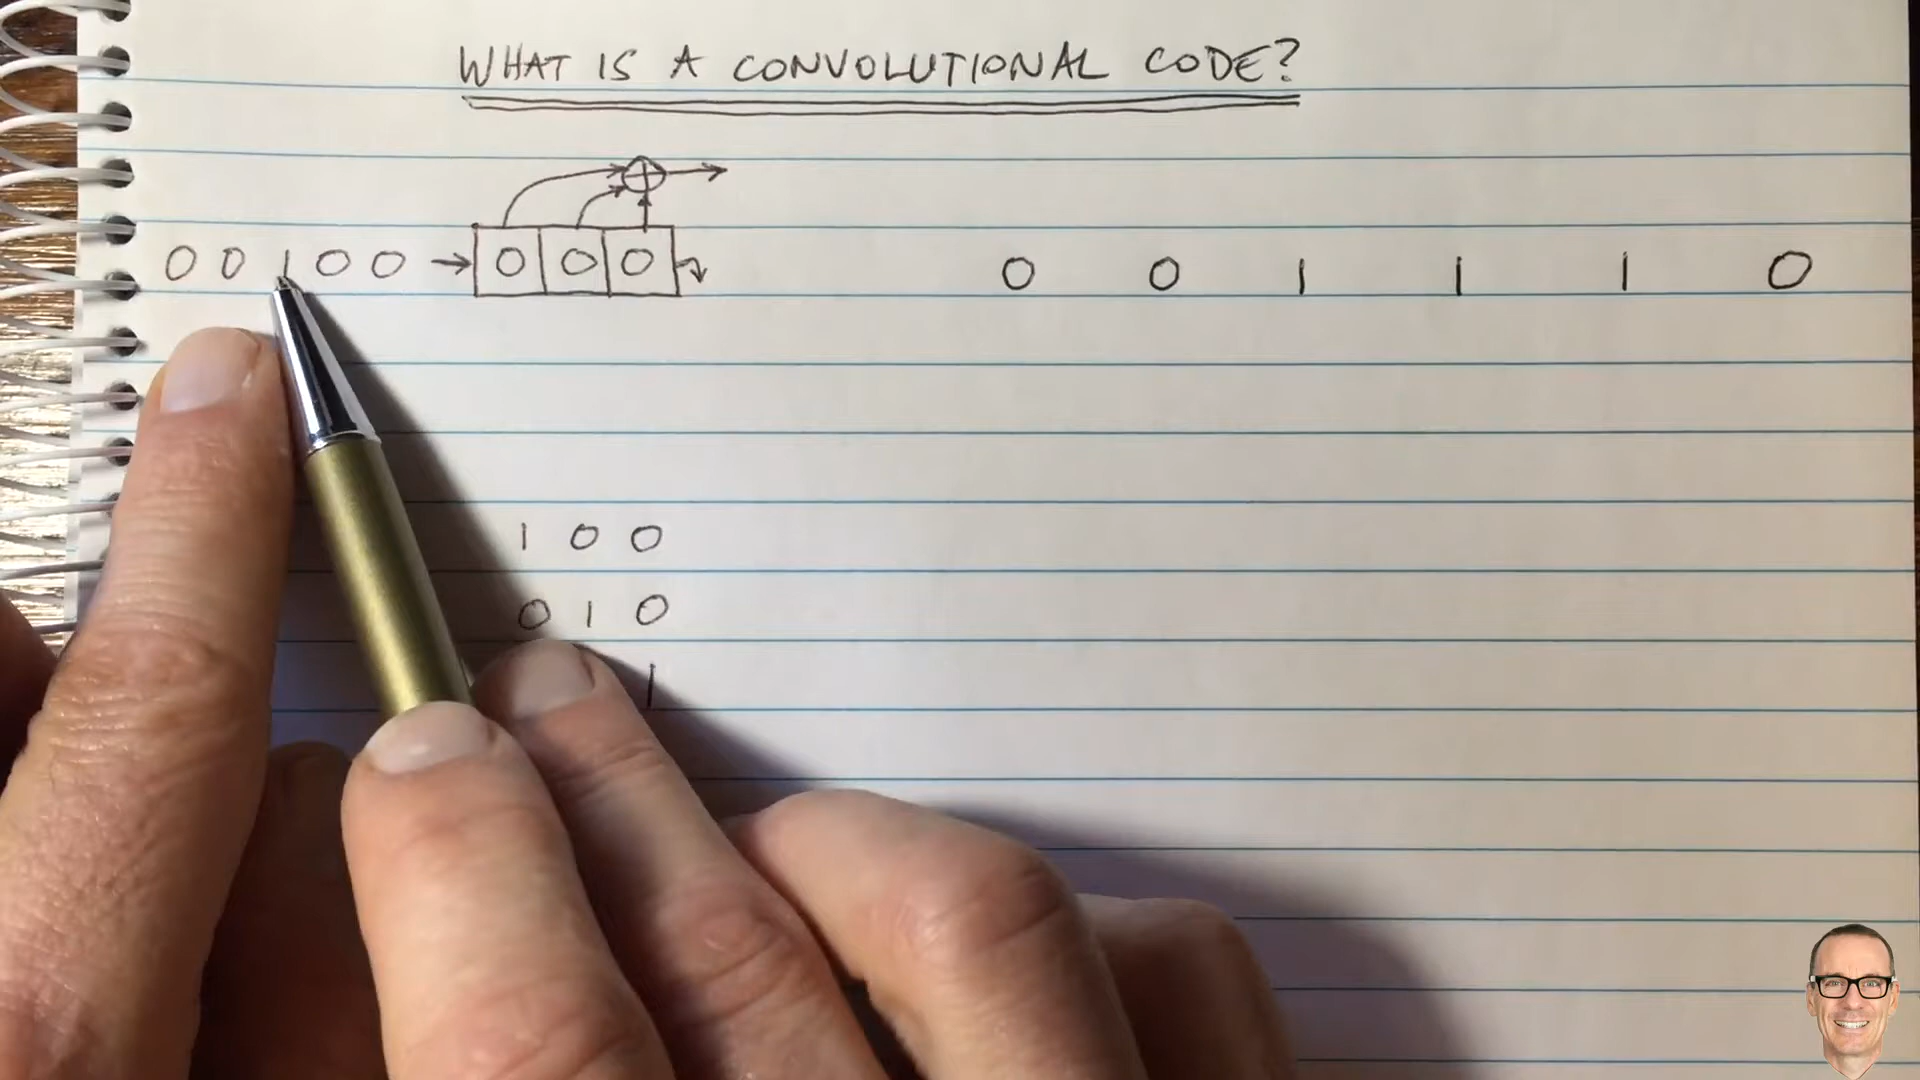 WHAT IS A CONVOLUTIONAL CODE?
0 0 1 0 0 → 0 0 0 0 0 1 1 1 0
1 0 0
0 1 0
1